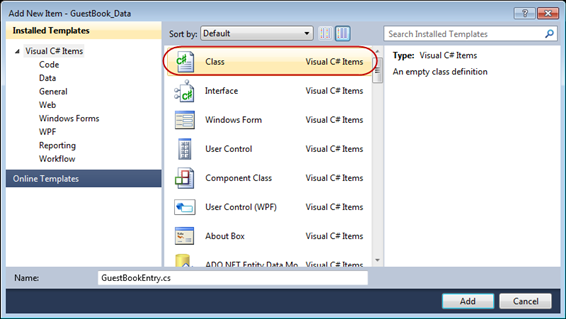 Add New Item - GuestBook_Data
Installed Templates
Visual C# Items
Code
Data
General
Web
Windows Forms
WPF
Reporting
Workflow
Online Templates
Sort by: Default
Class Visual C# Items
Interface Visual C# Items
Windows Form Visual C# Items
User Control Visual C# Items
Component Class Visual C# Items
User Control (WPF) Visual C# Items
About Box Visual C# Items
ADO.NET Entity Data Mo... Visual C# Items
Search Installed Templates
Type: Visual C# Items
An empty class definition
Name: GuestBookEntry.cs
Add Cancel